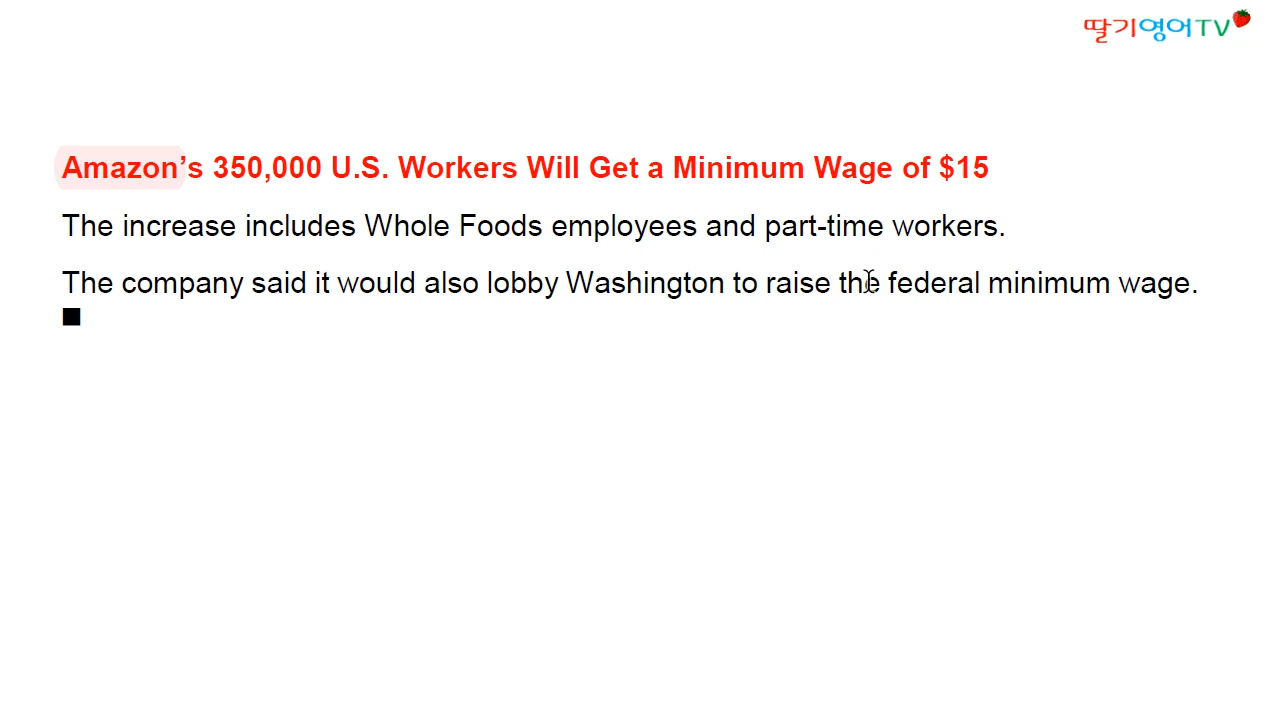 딸기영어TV
Amazon’s 350,000 U.S. Workers Will Get a Minimum Wage of $15
The increase includes Whole Foods employees and part-time workers.
The company said it would also lobby Washington to raise the federal minimum wage.